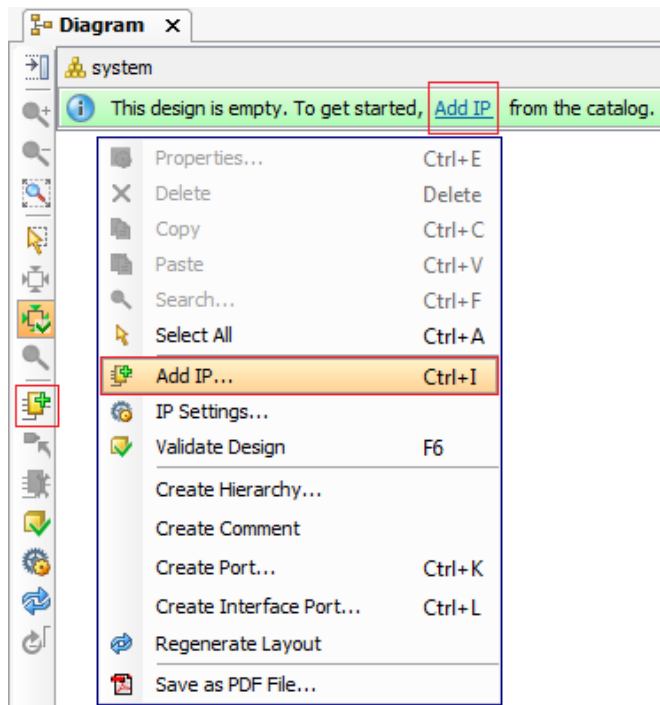 Diagram
system
This design is empty. To get started, Add IP from the catalog.
Properties... Ctrl+E
Delete Delete
Copy Ctrl+C
Paste Ctrl+V
Search... Ctrl+F
Select All Ctrl+A
Add IP... Ctrl+I
IP Settings...
Validate Design F6
Create Hierarchy...
Create Comment
Create Port... Ctrl+K
Create Interface Port... Ctrl+L
Regenerate Layout
Save as PDF File...